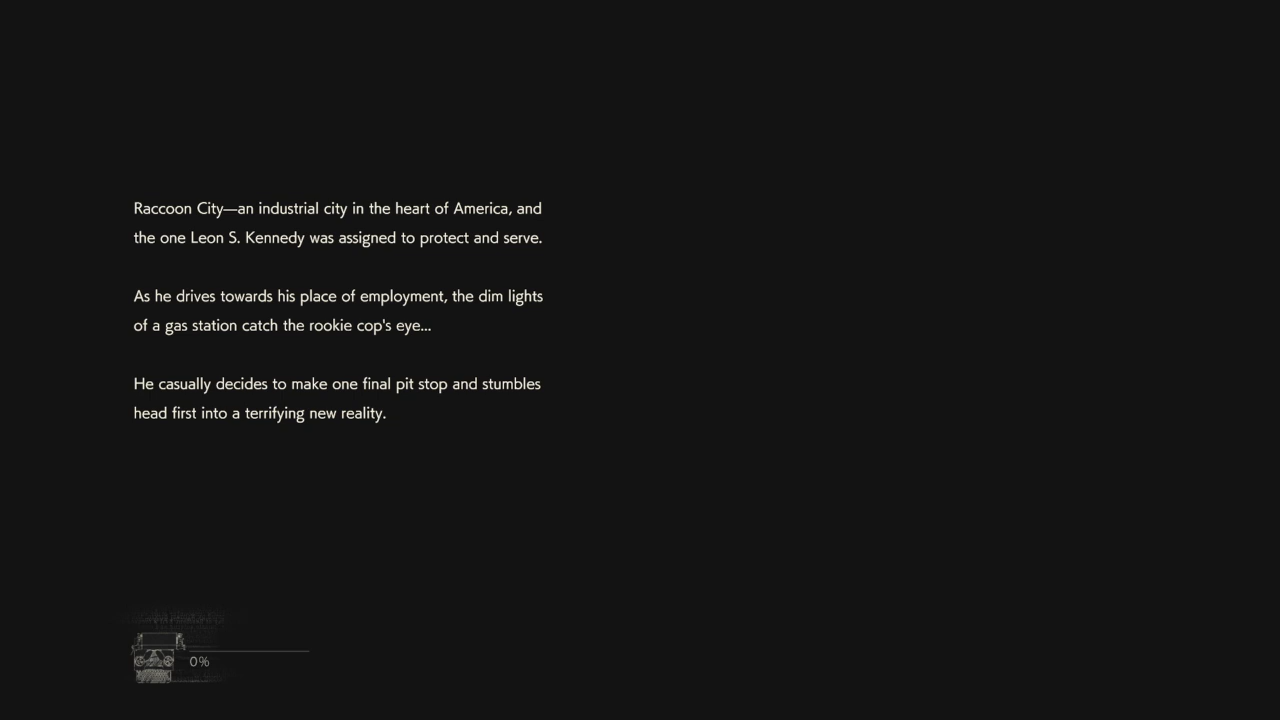 Raccoon City—an industrial city in the heart of America, and
the one Leon S. Kennedy was assigned to protect and serve.
As he drives towards his place of employment, the dim lights
of a gas station catch the rookie cop's eye...
He casually decides to make one final pit stop and stumbles
head first into a terrifying new reality.
0%